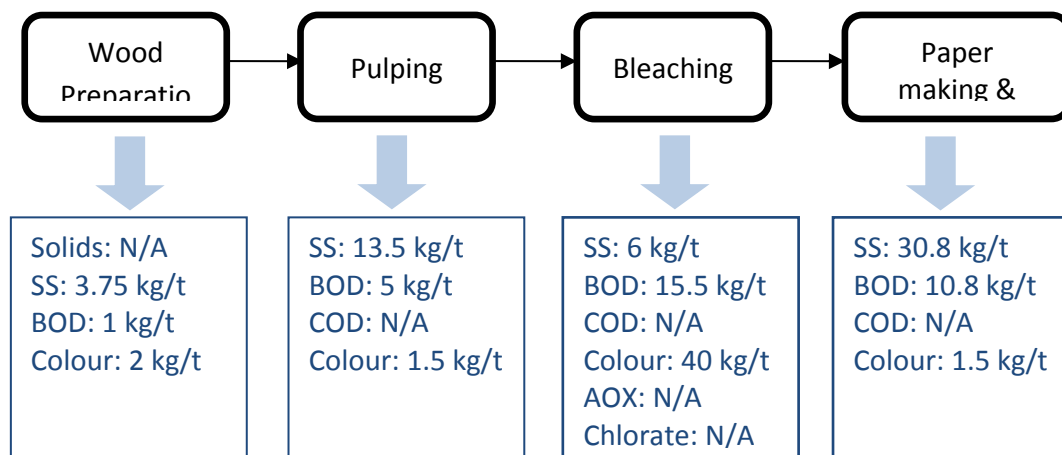 Wood
Preparatio
Pulping
Bleaching
Paper
making &
Solids: N/A
SS: 3.75 kg/t
BOD: 1 kg/t
Colour: 2 kg/t
SS: 13.5 kg/t
BOD: 5 kg/t
COD: N/A
Colour: 1.5 kg/t
SS: 6 kg/t
BOD: 15.5 kg/t
COD: N/A
Colour: 40 kg/t
AOX: N/A
Chlorate: N/A
SS: 30.8 kg/t
BOD: 10.8 kg/t
COD: N/A
Colour: 1.5 kg/t